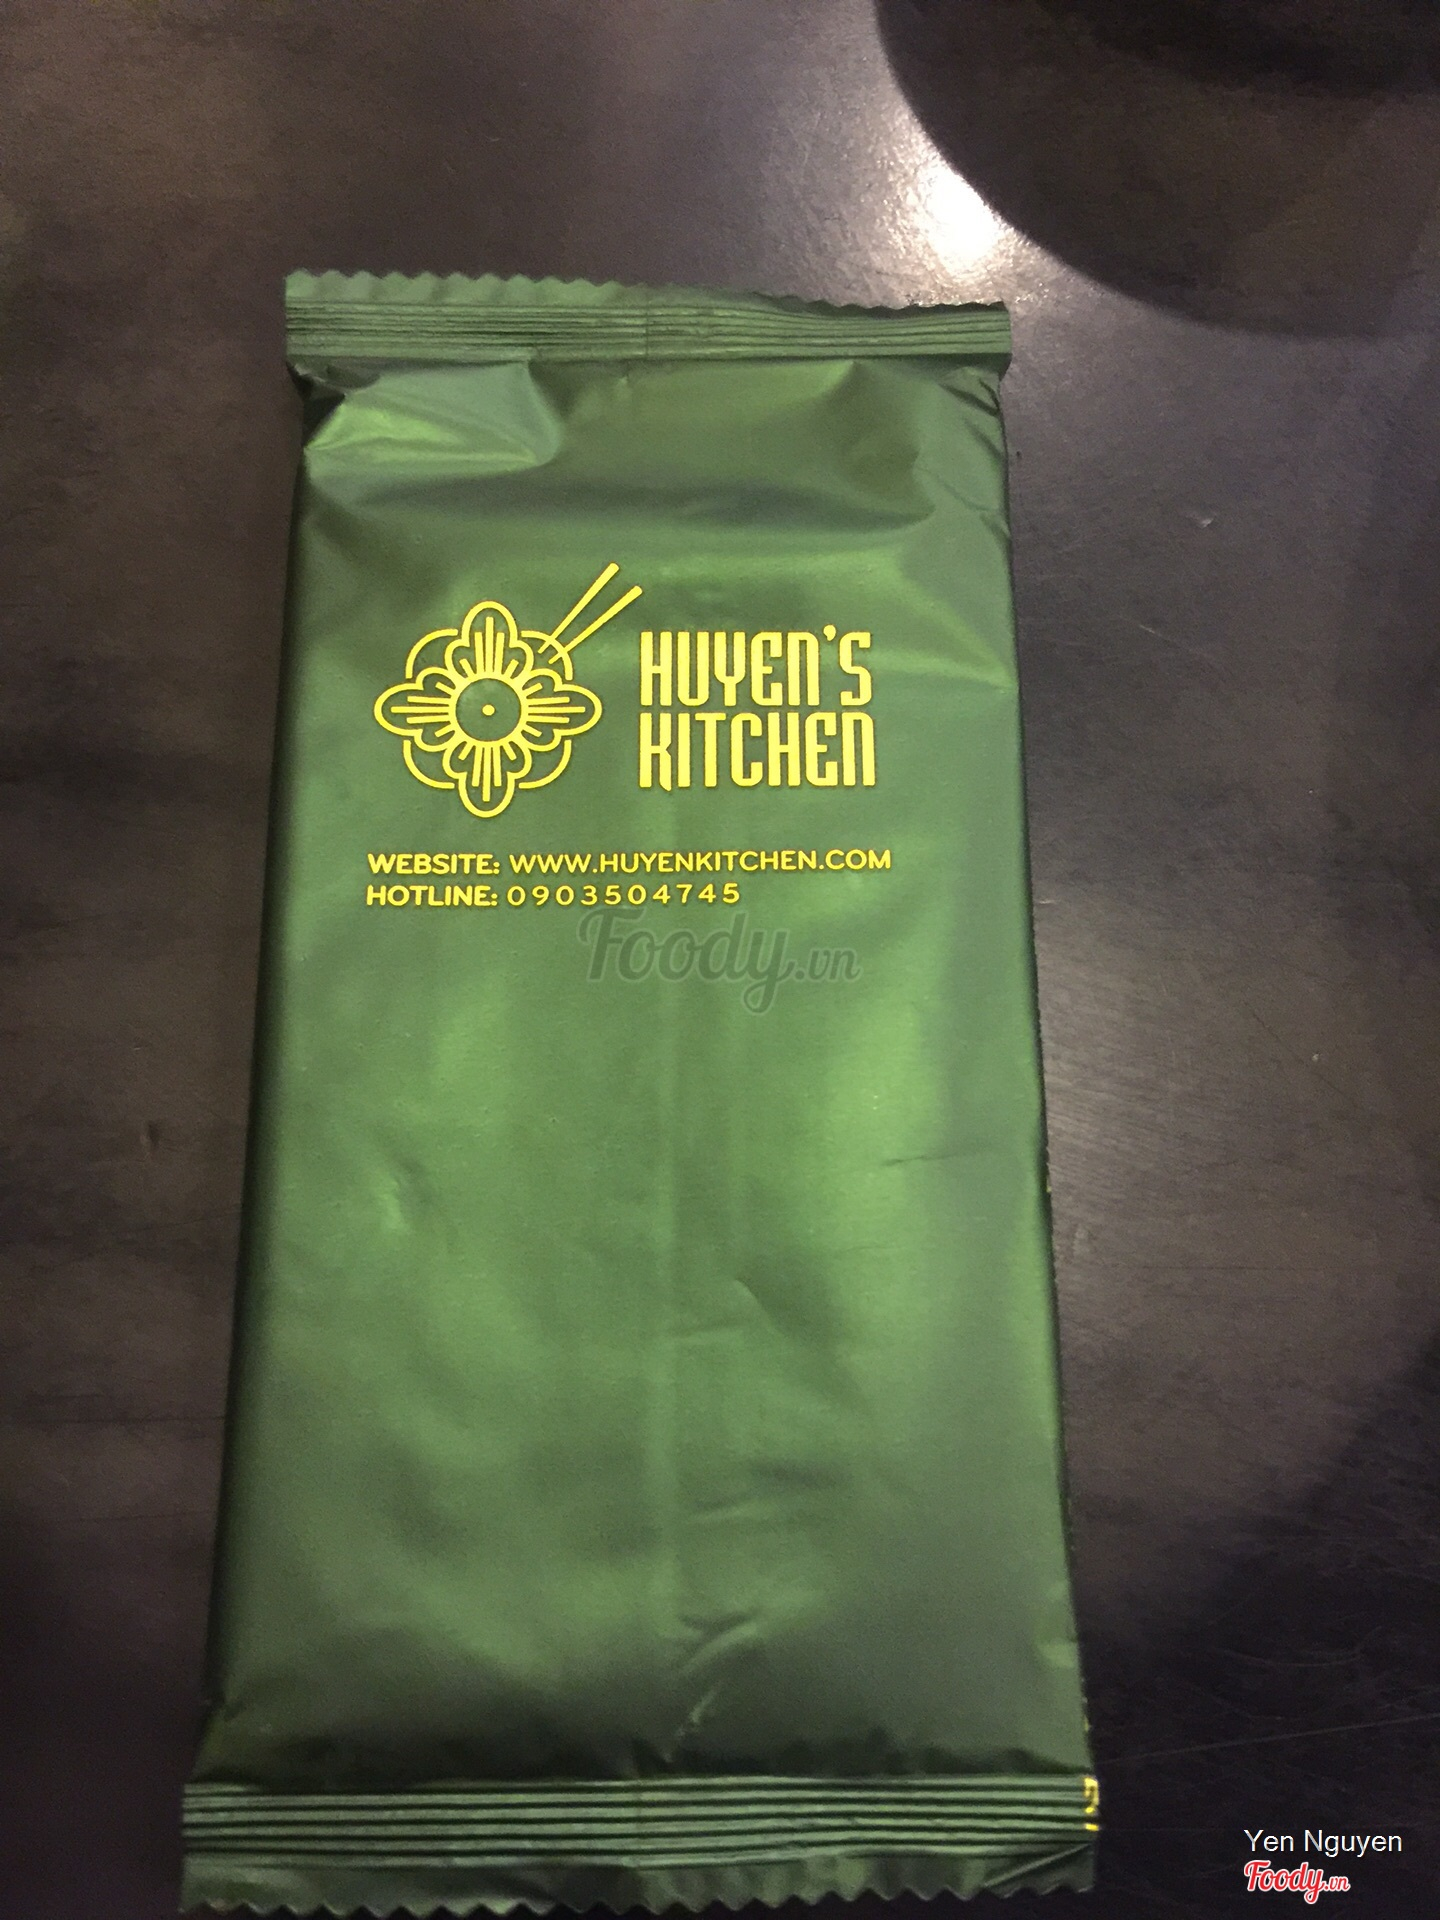 HUYEN'S
KITCHEN
WEBSITE: WWW.HUYENKITCHEN.COM
HOTLINE: 0903504745
Foody.vn
Yen Nguyen
Foody.vn